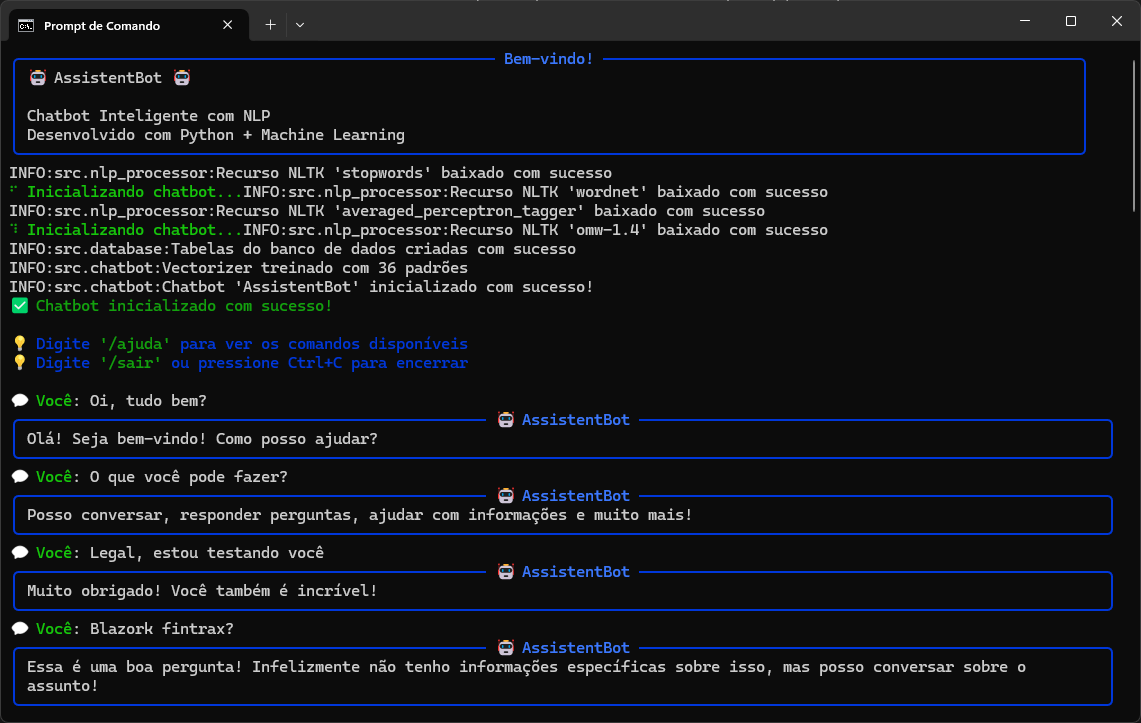 Prompt de Comando
Bem-vindo!
AssistentBot
Chatbot Inteligente com NLP
Desenvolvido com Python + Machine Learning
INFO:src.nlp_processor:Recurso NLTK 'stopwords' baixado com sucesso
Inicializando chatbot...INFO:src.nlp_processor:Recurso NLTK 'wordnet' baixado com sucesso
INFO:src.nlp_processor:Recurso NLTK 'averaged_perceptron_tagger' baixado com sucesso
Inicializando chatbot...INFO:src.nlp_processor:Recurso NLTK 'omw-1.4' baixado com sucesso
INFO:src.database:Tabelas do banco de dados criadas com sucesso
INFO:src.chatbot:Vectorizer treinado com 36 padrões
INFO:src.chatbot:Chatbot 'AssistentBot' inicializado com sucesso!
✅ Chatbot inicializado com sucesso!
💡 Digite '/ajuda' para ver os comandos disponíveis
💡 Digite '/sair' ou pressione Ctrl+C para encerrar
💬 Você: Oi, tudo bem?
🤖 AssistentBot
Olá! Seja bem-vindo! Como posso ajudar?
💬 Você: O que você pode fazer?
🤖 AssistentBot
Posso conversar, responder perguntas, ajudar com informações e muito mais!
💬 Você: Legal, estou testando você
🤖 AssistentBot
Muito obrigado! Você também é incrível!
💬 Você: Blazork fintrax?
🤖 AssistentBot
Essa é uma boa pergunta! Infelizmente não tenho informações específicas sobre isso, mas posso conversar sobre o
assunto!